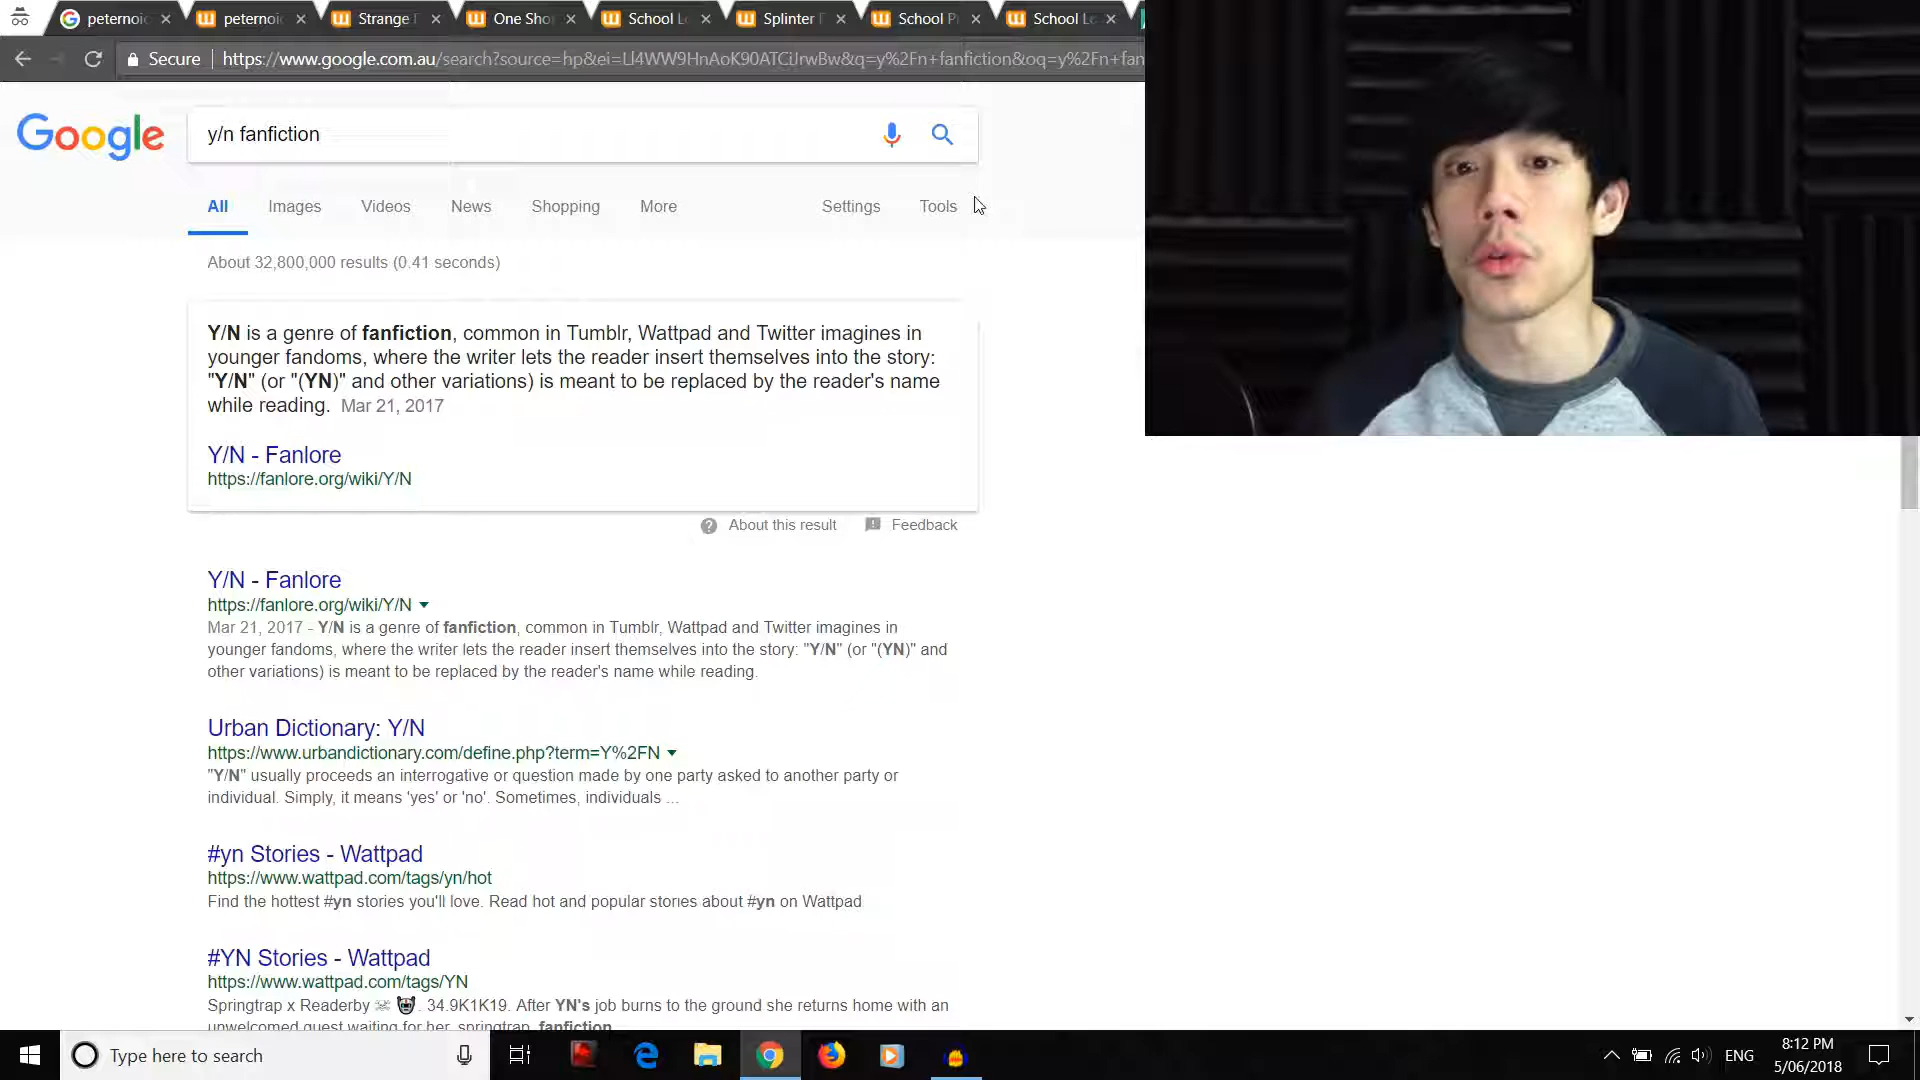 peternoi
peterno
Strange
One Sho
School L
Splinter
School P
School L
Secure
https://www.google.com.au/search?source=hp&ei=Ll4WW9HnAoK90ATCiJrwBw&q=y%2Fn+fanfiction&oq=y%2Fn+fan
Google
y/n fanfiction
All Images Videos News Shopping More Settings Tools
About 32,800,000 results (0.41 seconds)
Y/N is a genre of fanfiction, common in Tumblr, Wattpad and Twitter imagines in
younger fandoms, where the writer lets the reader insert themselves into the story:
"Y/N" (or "(YN)" and other variations) is meant to be replaced by the reader's name
while reading. Mar 21, 2017
Y/N - Fanlore
https://fanlore.org/wiki/Y/N
About this result Feedback
Y/N - Fanlore
https://fanlore.org/wiki/Y/N
Mar 21, 2017 - Y/N is a genre of fanfiction, common in Tumblr, Wattpad and Twitter imagines in
younger fandoms, where the writer lets the reader insert themselves into the story: "Y/N" (or "(YN)" and
other variations) is meant to be replaced by the reader's name while reading.
Urban Dictionary: Y/N
https://www.urbandictionary.com/define.php?term=Y%2FN
"Y/N" usually proceeds an interrogative or question made by one party asked to another party or
individual. Simply, it means 'yes' or 'no'. Sometimes, individuals ...
#yn Stories - Wattpad
https://www.wattpad.com/tags/yn/hot
Find the hottest #yn stories you'll love. Read hot and popular stories about #yn on Wattpad
#YN Stories - Wattpad
https://www.wattpad.com/tags/YN
Springtrap x Readerby ☠ . 34.9K1K19. After YN's job burns to the ground she returns home with an
unwelcomed guest waiting for her, springtrap. fanfiction
Type here to search
ENG
8:12 PM
5/06/2018